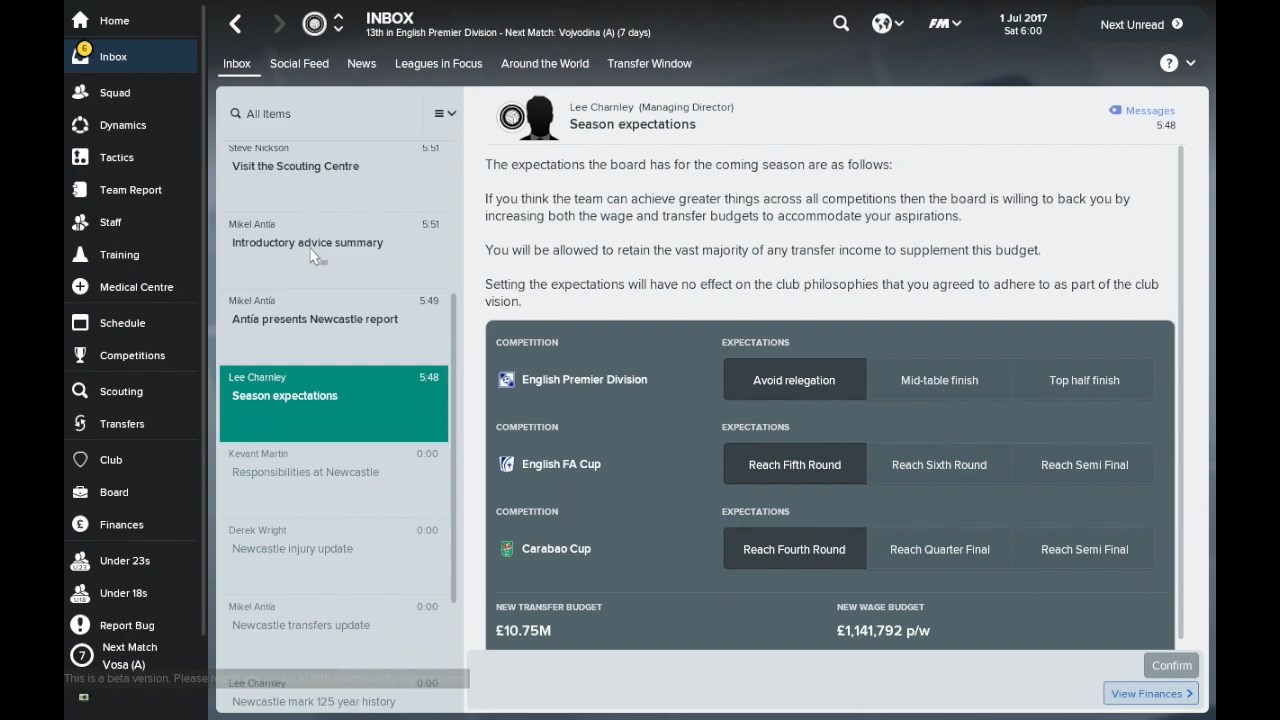 Home
Inbox
6
Squad
Dynamics
Tactics
Team Report
Staff
Training
Medical Centre
Schedule
Competitions
Scouting
Transfers
Club
Board
Finances
Under 23s
U23
Under 18s
U18
Report Bug
Next Match
7
Vosa (A)
INBOX
13th in English Premier Division - Next Match: Vojvodina (A) (7 days)
FM
1 Jul 2017
Sat 6:00
Next Unread
Inbox
Social Feed
News
Leagues in Focus
Around the World
Transfer Window
?
All Items
Steve Nickson 5:51
Visit the Scouting Centre
Mikel Antía 5:51
Introductory advice summary
Mikel Antía 5:49
Antía presents Newcastle report
Lee Charnley 5:48
Season expectations
Kevant Martin 0:00
Responsibilities at Newcastle
Derek Wright 0:00
Newcastle injury update
Mikel Antía 0:00
Newcastle transfers update
Lee Charnley 0:00
Newcastle mark 125 year history
This is a beta version. Please
Lee Charnley (Managing Director)
Season expectations
Messages
5:48
The expectations the board has for the coming season are as follows:
If you think the team can achieve greater things across all competitions then the board is willing to back you by
increasing both the wage and transfer budgets to accommodate your aspirations.
You will be allowed to retain the vast majority of any transfer income to supplement this budget.
Setting the expectations will have no effect on the club philosophies that you agreed to adhere to as part of the club
vision.
COMPETITION EXPECTATIONS
English Premier Division Avoid relegation Mid-table finish Top half finish
COMPETITION EXPECTATIONS
English FA Cup Reach Fifth Round Reach Sixth Round Reach Semi Final
COMPETITION EXPECTATIONS
Carabao Cup Reach Fourth Round Reach Quarter Final Reach Semi Final
NEW TRANSFER BUDGET NEW WAGE BUDGET
£10.75M £1,141,792 p/w
Confirm
View Finances